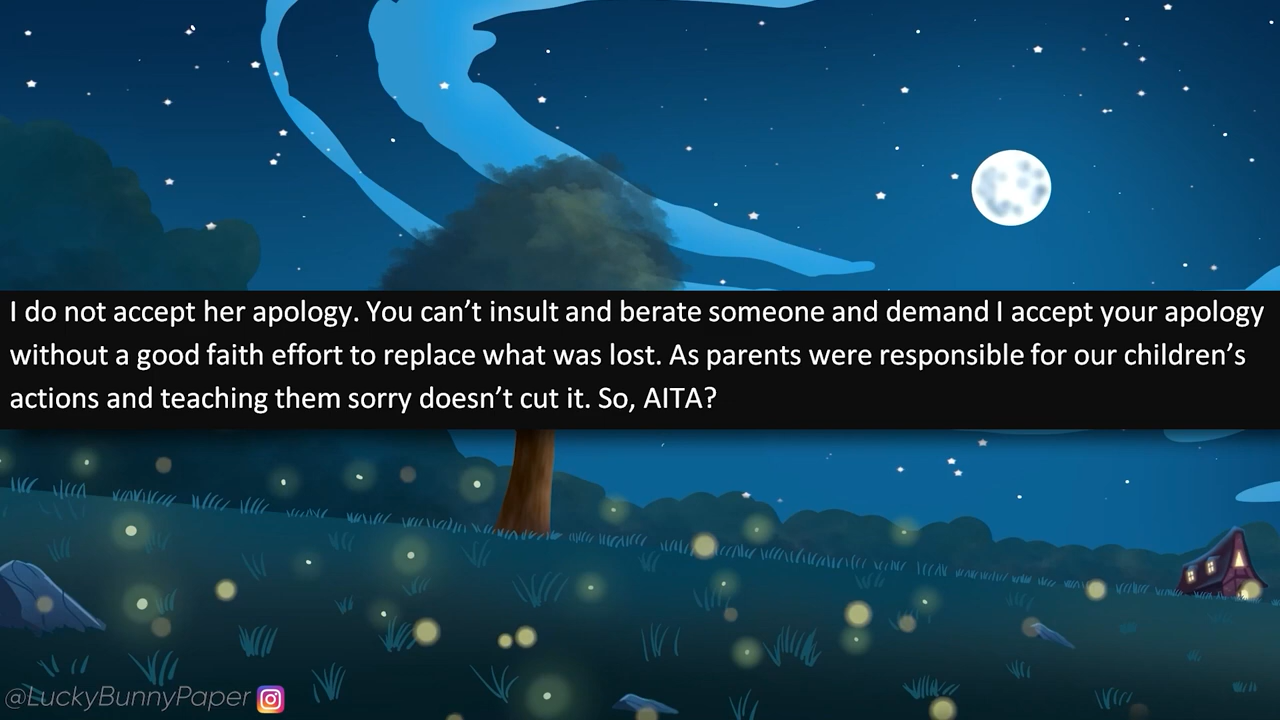 I do not accept her apology. You can’t insult and berate someone and demand I accept your apology
without a good faith effort to replace what was lost. As parents were responsible for our children’s
actions and teaching them sorry doesn’t cut it. So, AITA?
@LuckyBunnyPaper